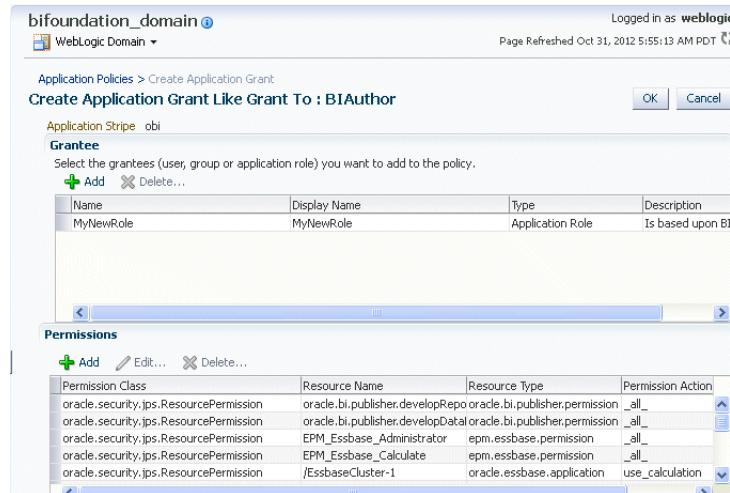 bifoundation_domain
Logged in as weblogic
WebLogic Domain
Page Refreshed Oct 31, 2012 5:55:13 AM PDT
Application Policies > Create Application Grant
Create Application Grant Like Grant To : BIAuthor
OK Cancel
Application Stripe obi
Grantee
Select the grantees (user, group or application role) you want to add to the policy.
Add Delete...
Name Display Name Type Description
MyNewRole MyNewRole Application Role Is based upon BI
Permissions
Add Edit... Delete...
Permission Class Resource Name Resource Type Permission Action
oracle.security.jps.ResourcePermission oracle.bi.publisher.developRepo oracle.bi.publisher.permission _all_
oracle.security.jps.ResourcePermission oracle.bi.publisher.developDatal oracle.bi.publisher.permission _all_
oracle.security.jps.ResourcePermission EPM_Essbase_Administrator epm.essbase.permission _all_
oracle.security.jps.ResourcePermission EPM_Essbase_Calculate epm.essbase.permission _all_
oracle.security.jps.ResourcePermission /EssbaseCluster-1 oracle.essbase.application use_calculation